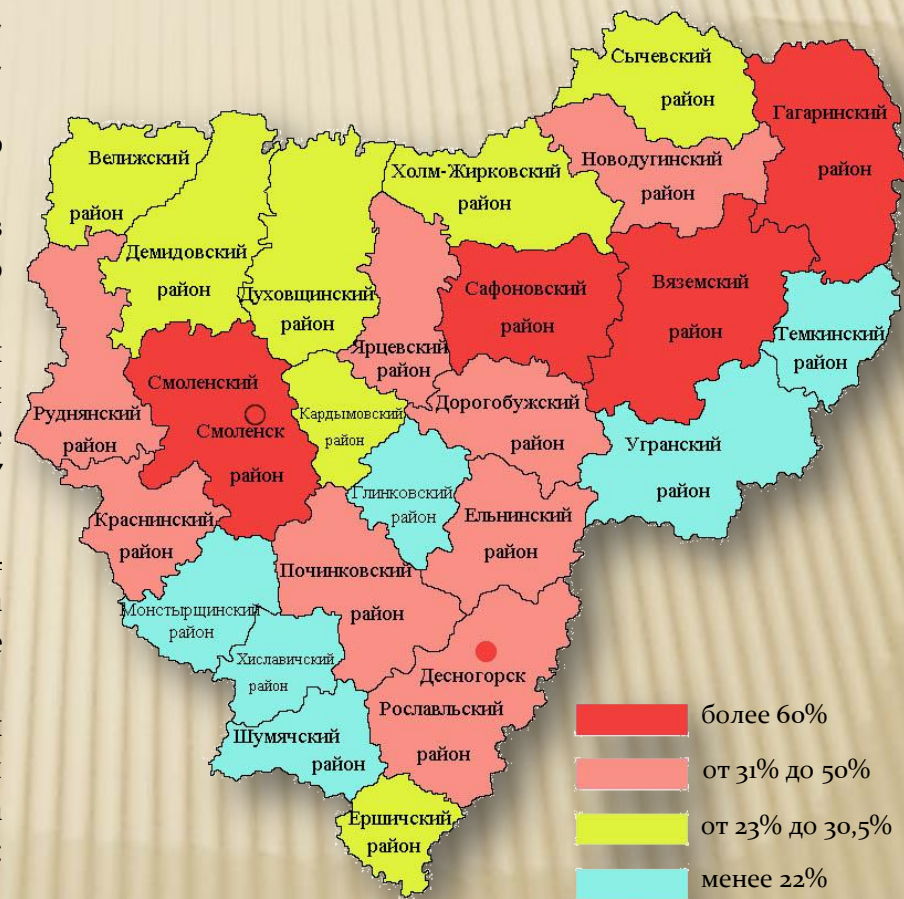 Сычевский
район
Гагаринский
район
Велижский
район
Холм-Жирковский
район
Новодугинский
район
Демидовский
район
Духовщинский
район
Сафоновский
район
Вяземский
район
Темкинский
район
Ярцевский
район
Смоленский
Смоленск
район
Руднянский
район
Кардымовский
район
Дорогобужский
район
Угранский
район
Глинковский
район
Ельнинский
район
Краснинский
район
Починковский
район
Монстырщинский
район
Хиславичский
район
Десногорск
Рославльский
район
Шумячский
район
Ершичский
район
более 60%
от 31% до 50%
от 23% до 30,5%
менее 22%